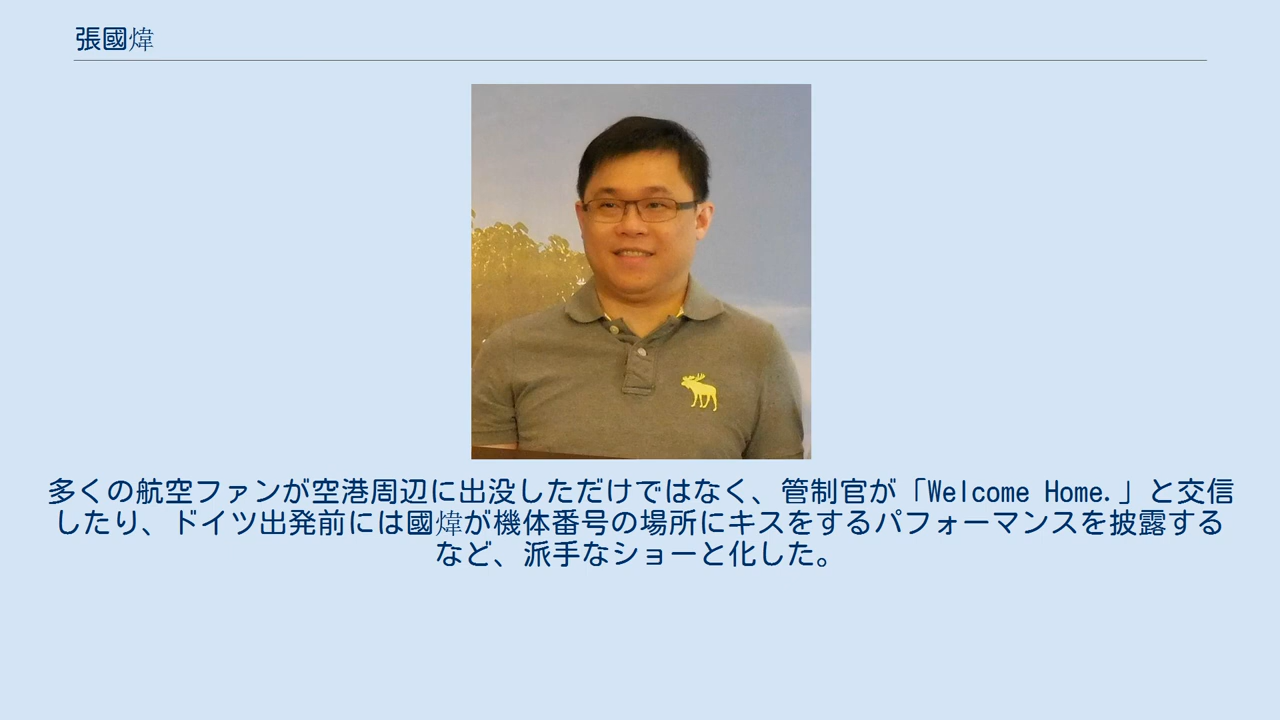 張國煒
多くの航空ファンが空港周辺に出没しただけではなく、管制官が「Welcome Home.」と交信
したり、ドイツ出発前には國煒が機体番号の場所にキスをするパフォーマンスを披露する
など、派手なショーと化した。